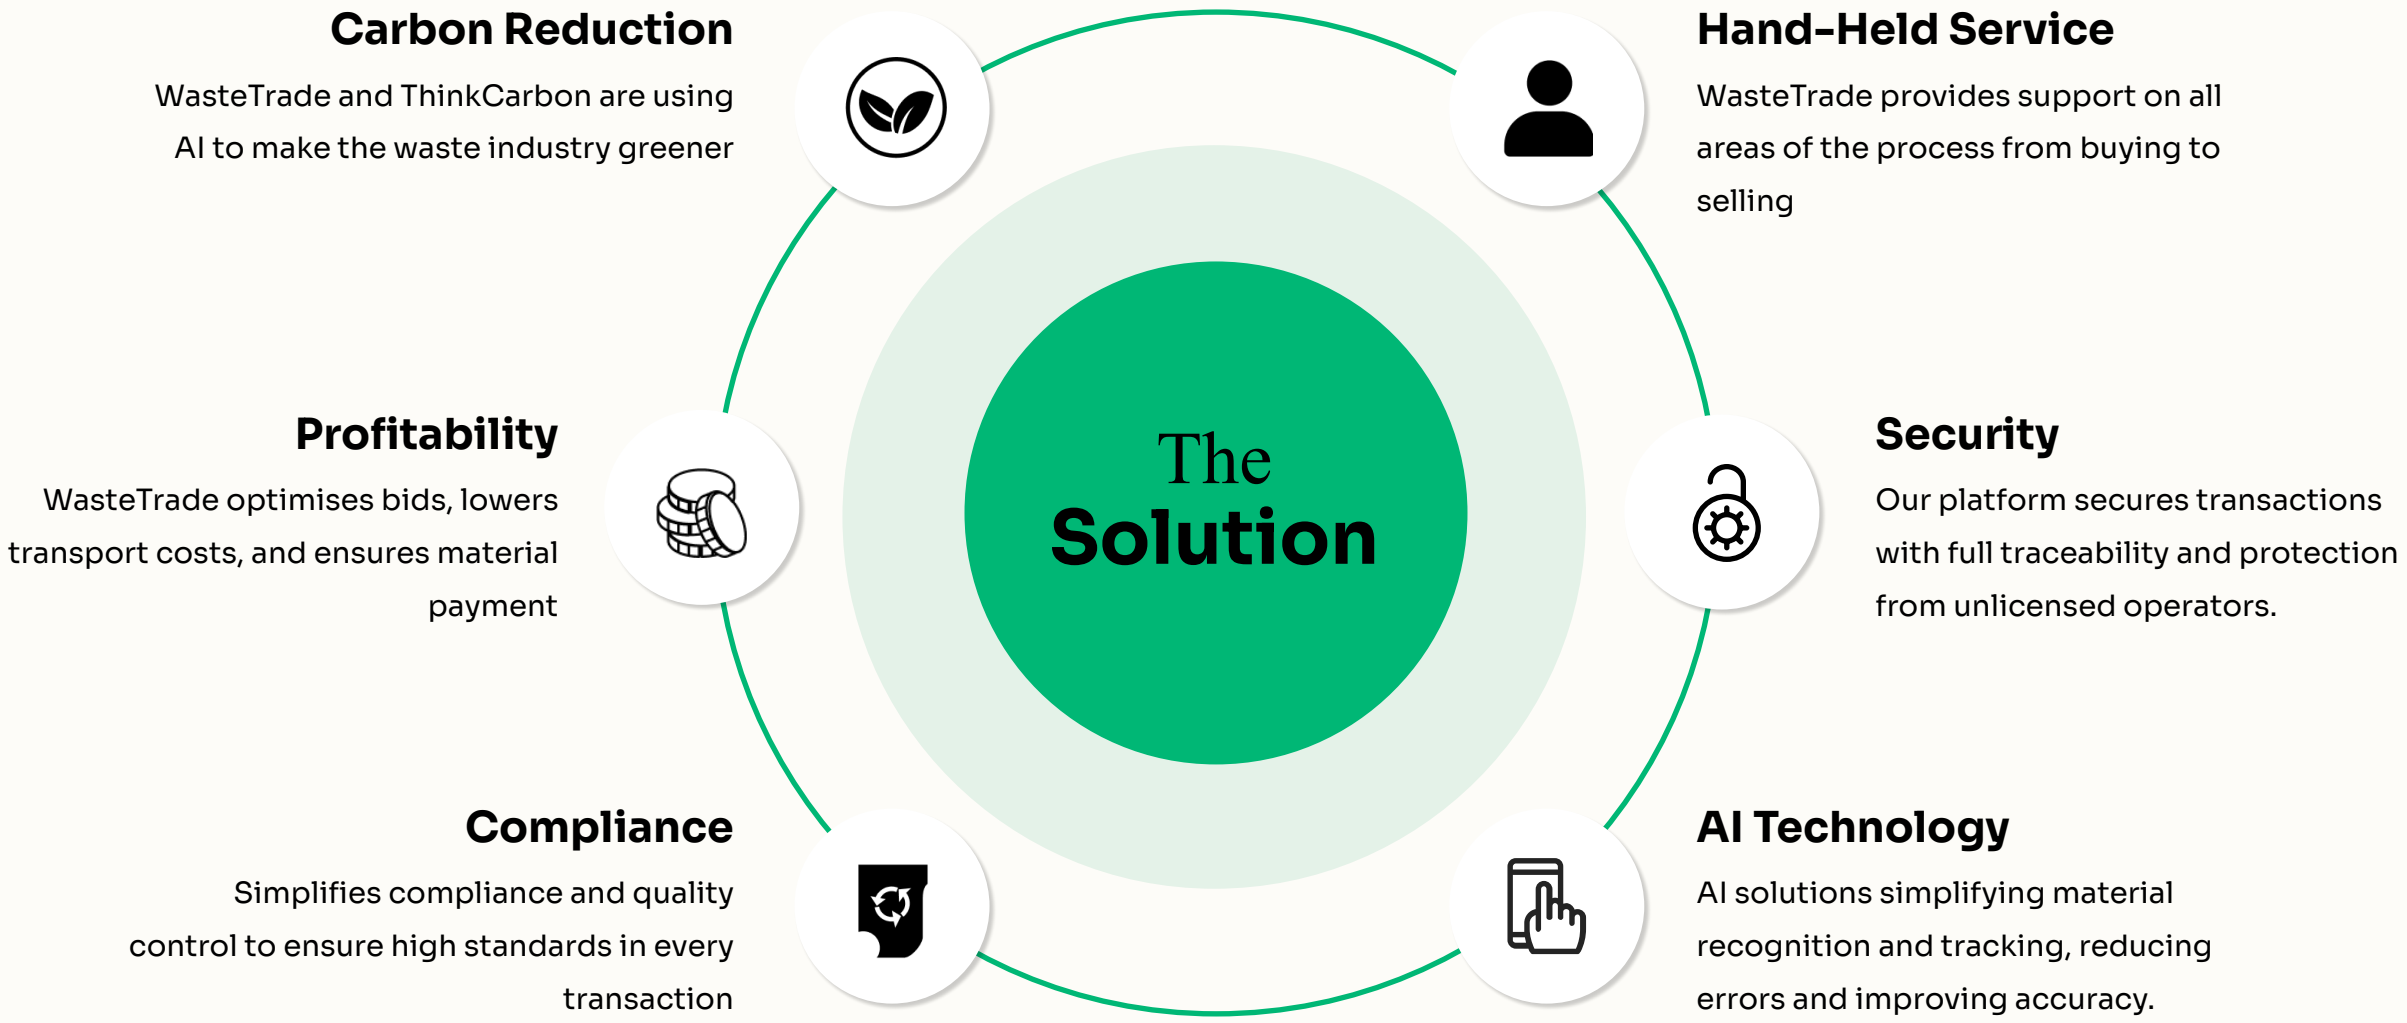 Carbon Reduction
WasteTrade and ThinkCarbon are using
AI to make the waste industry greener
Hand-Held Service
WasteTrade provides support on all
areas of the process from buying to
selling
Profitability
WasteTrade optimises bids, lowers
transport costs, and ensures material
payment
The
Solution
Security
Our platform secures transactions
with full traceability and protection
from unlicensed operators.
Compliance
Simplifies compliance and quality
control to ensure high standards in every
transaction
AI Technology
AI solutions simplifying material
recognition and tracking, reducing
errors and improving accuracy.